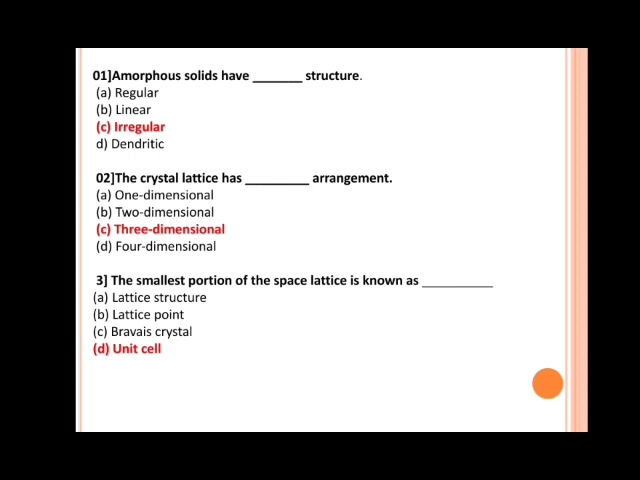 01]Amorphous solids have _______ structure.
(a) Regular
(b) Linear
(c) Irregular
d) Dendritic
02]The crystal lattice has _________ arrangement.
(a) One-dimensional
(b) Two-dimensional
(c) Three-dimensional
(d) Four-dimensional
3] The smallest portion of the space lattice is known as __________
(a) Lattice structure
(b) Lattice point
(c) Bravais crystal
(d) Unit cell